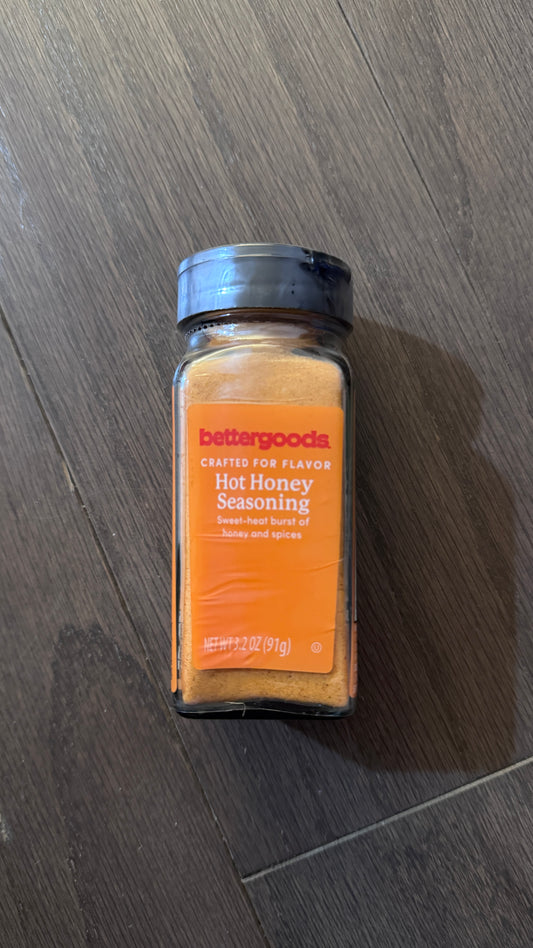 bettergoods.
CRAFTED FOR FLAVOR
Hot Honey
Seasoning
Sweet-heat burst of
honey and spices
NET WT 3.2 OZ (91g)
U